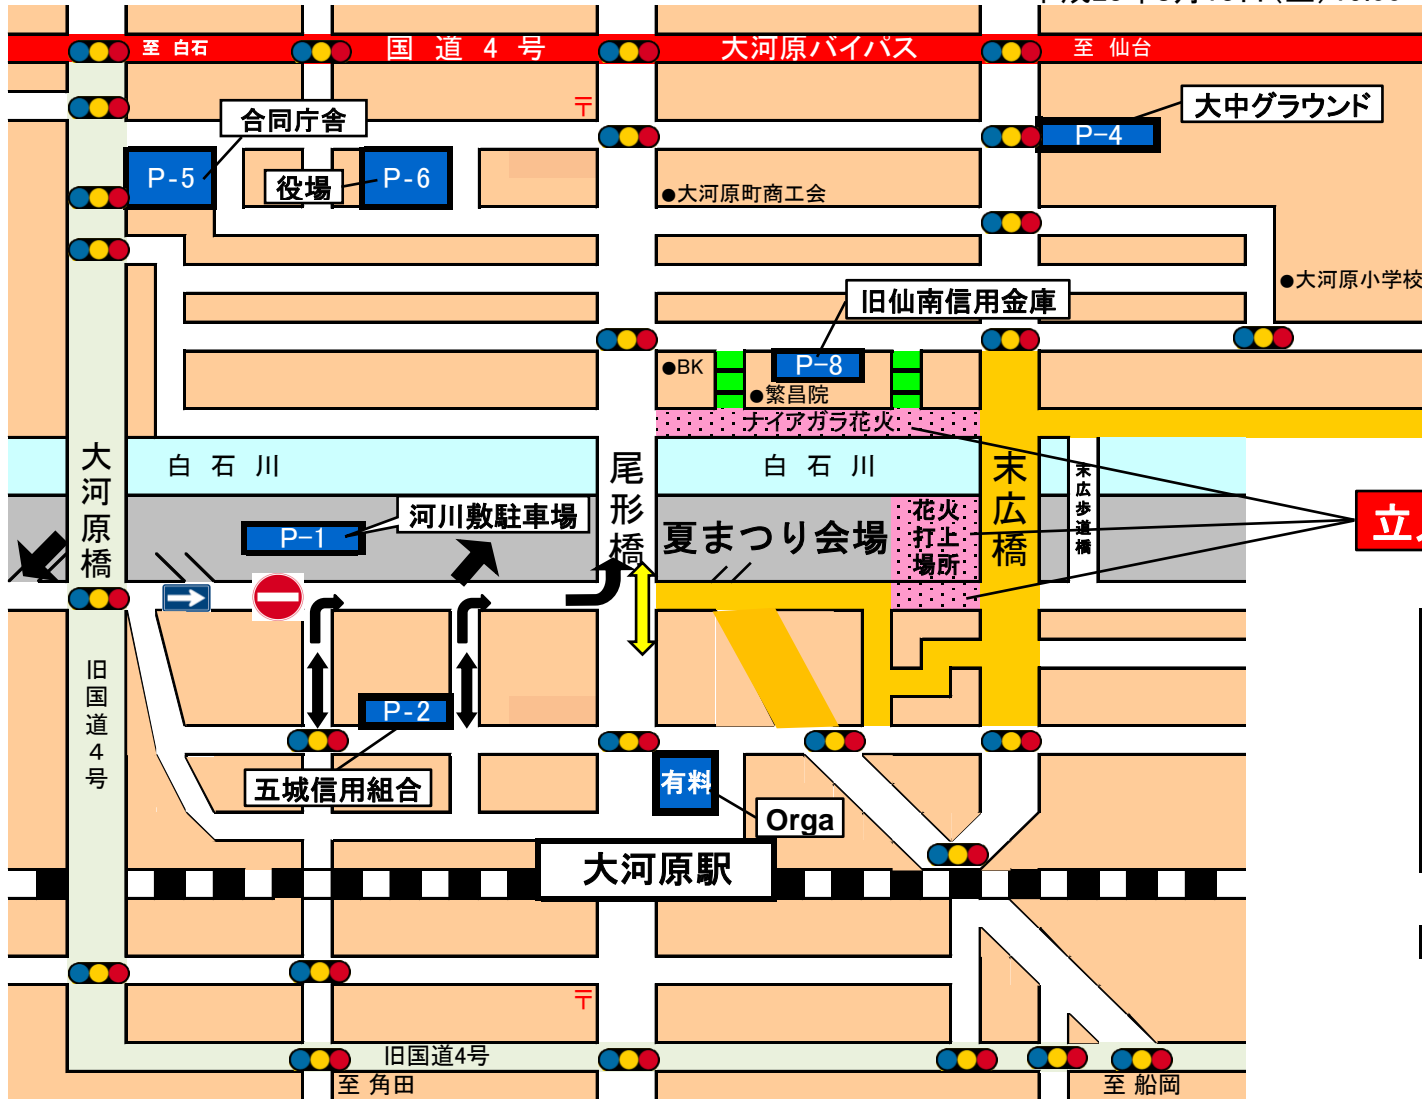 至 白石
国道４号
大河原バイパス
至 仙台
〒
合同庁舎
大中グラウンド
P-4
P-5
役場
P-6
●大河原町商工会
●大河原小学校
旧仙南信用金庫
●BK
P-8
●繁昌院
ナイアガラ花火
大河原橋
白石川
尾形橋
白石川
末広橋
末広歩道橋
河川敷駐車場
P-1
夏まつり会場
花火
打上
場所
立
旧国道４号
P-2
五城信用組合
有料
Orga
大河原駅
〒
旧国道4号
至 角田
至 船岡